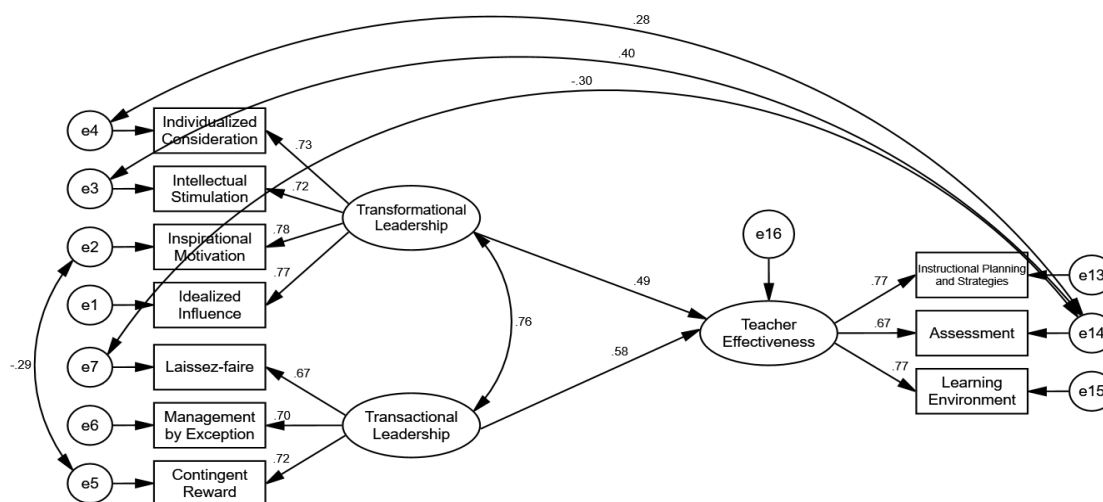 .28
.40
-.30
e4
Individualized
Consideration
.73
e3
Intellectual
Stimulation
.72
Transformational
Leadership
e2
Inspirational
Motivation
.78
e16
e1
Idealized
Influence
.77
.49
.77
Instructional Planning
and Strategies
e13
-.29
.76
Teacher
Effectiveness
.67
Assessment
e14
e7
Laissez-faire
.67
.58
.77
Learning
Environment
e15
e6
Management
by Exception
.70
Transactional
Leadership
e5
Contingent
Reward
.72